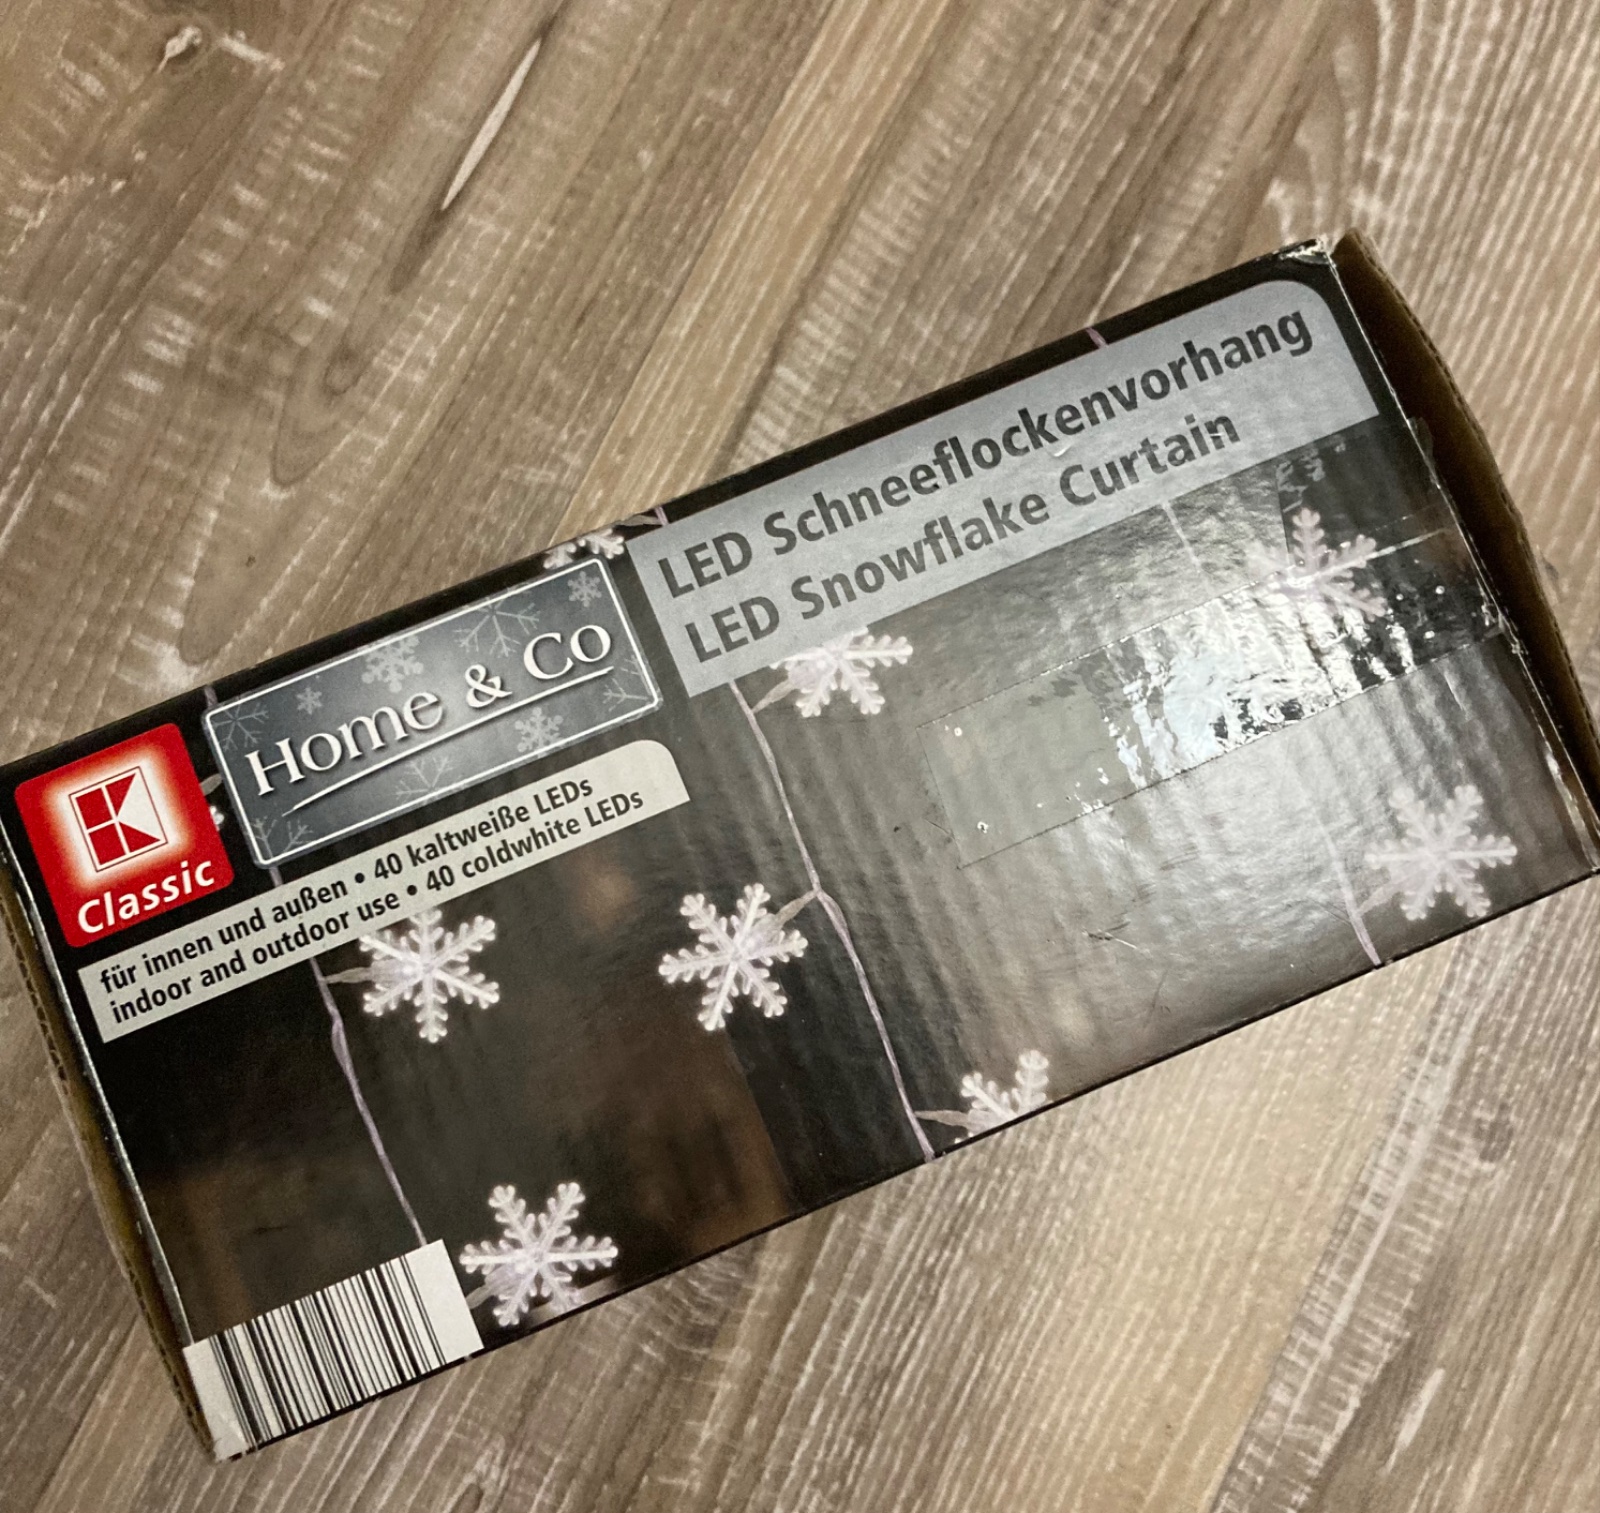 LED Schneeflockenvorhang
LED Snowflake Curtain
Home & Co
K
Classic
für innen und außen • 40 kaltweiße LEDs
indoor and outdoor use • 40 coldwhite LEDs